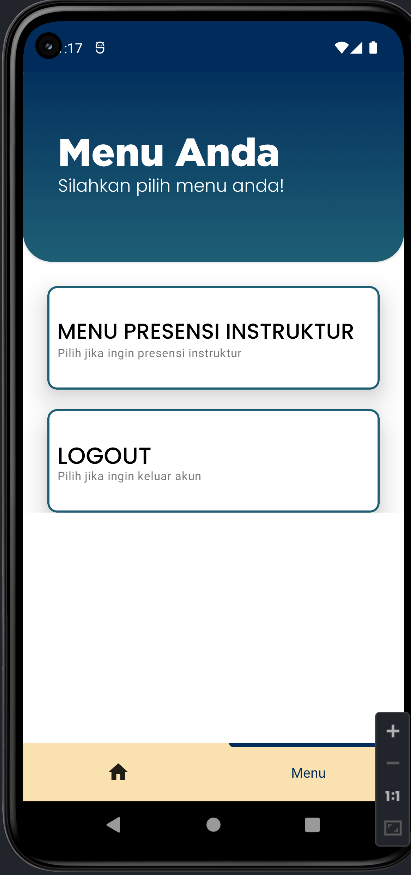 :17
Menu Anda
Silahkan pilih menu anda!
MENU PRESENSI INSTRUKTUR
Pilih jika ingin presensi instruktur
LOGOUT
Pilih jika ingin keluar akun
Menu
1:1